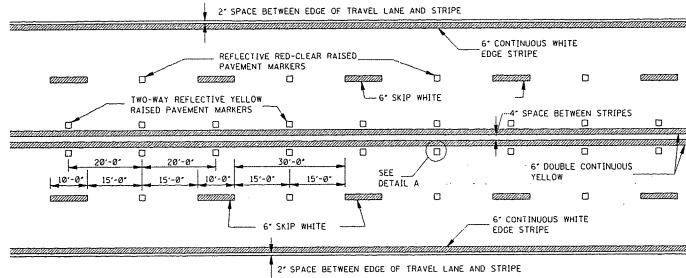 2" SPACE BETWEEN EDGE OF TRAVEL LANE AND STRIPE
6" CONTINUOUS WHITE
EDGE STRIPE
REFLECTIVE RED-CLEAR RAISED
PAVEMENT MARKERS
6" SKIP WHITE
TWO-WAY REFLECTIVE YELLOW
RAISED PAVEMENT MARKERS
4" SPACE BETWEEN STRIPES
20'-0" 20'-0" 30'-0"
10'-0" 15'-0" 15'-0" 10'-0" 15'-0" 15'-0"
SEE
DETAIL A
6" DOUBLE CONTINUOUS
YELLOW
6" SKIP WHITE
6" CONTINUOUS WHITE
EDGE STRIPE
2" SPACE BETWEEN EDGE OF TRAVEL LANE AND STRIPE